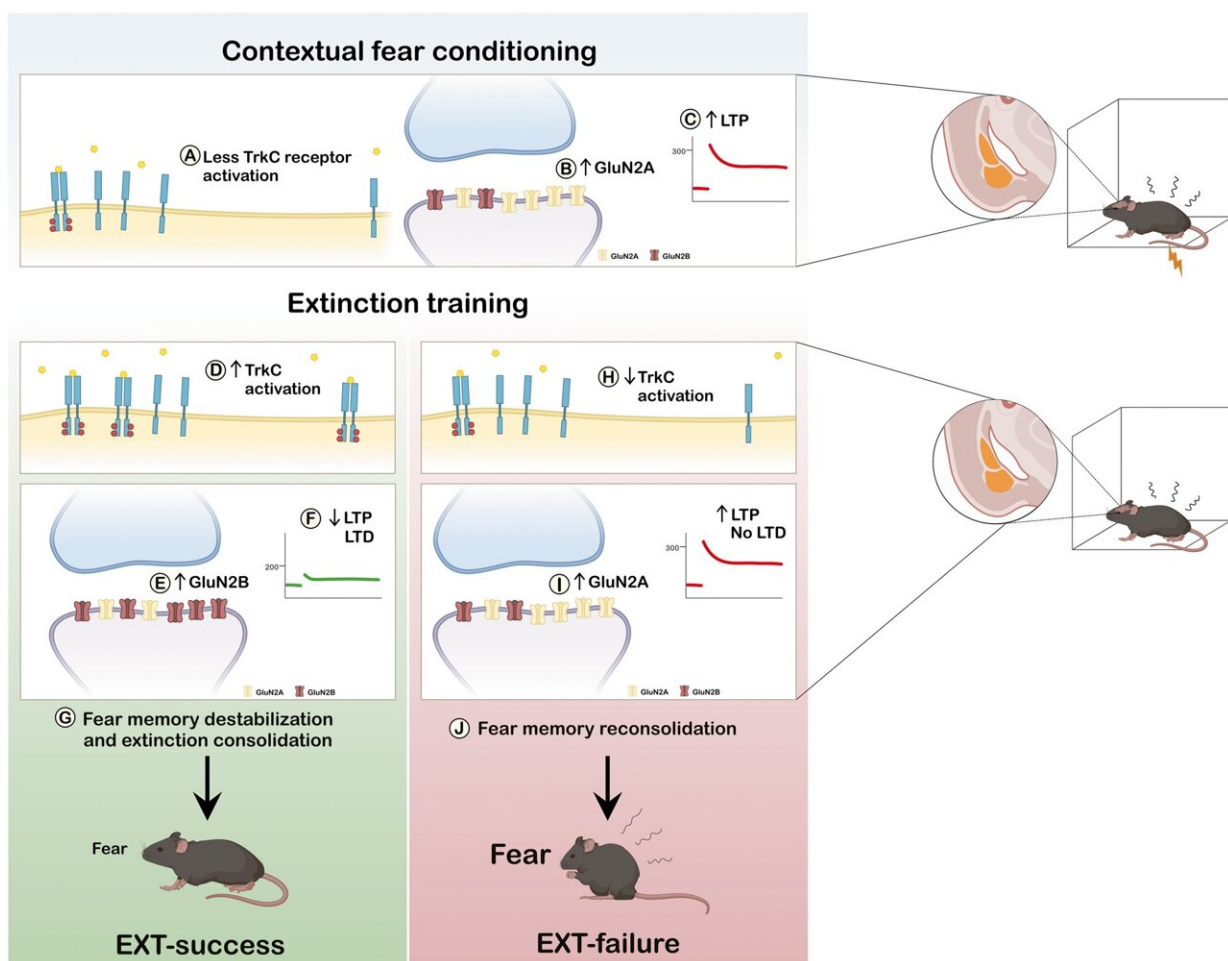 Contextual fear conditioning
A Less TrkC receptor
activation
B ↑ GluN2A
C ↑ LTP
300
GluN2A
GluN2B
Extinction training
D ↑ TrkC
activation
F ↓ LTP
LTD
200
E ↑ GluN2B
GluN2A
GluN2B
G Fear memory destabilization
and extinction consolidation
Fear
EXT-success
H ↓ TrkC
activation
↑ LTP
No LTD
300
I ↑ GluN2A
GluN2A
GluN2B
J Fear memory reconsolidation
Fear
EXT-failure